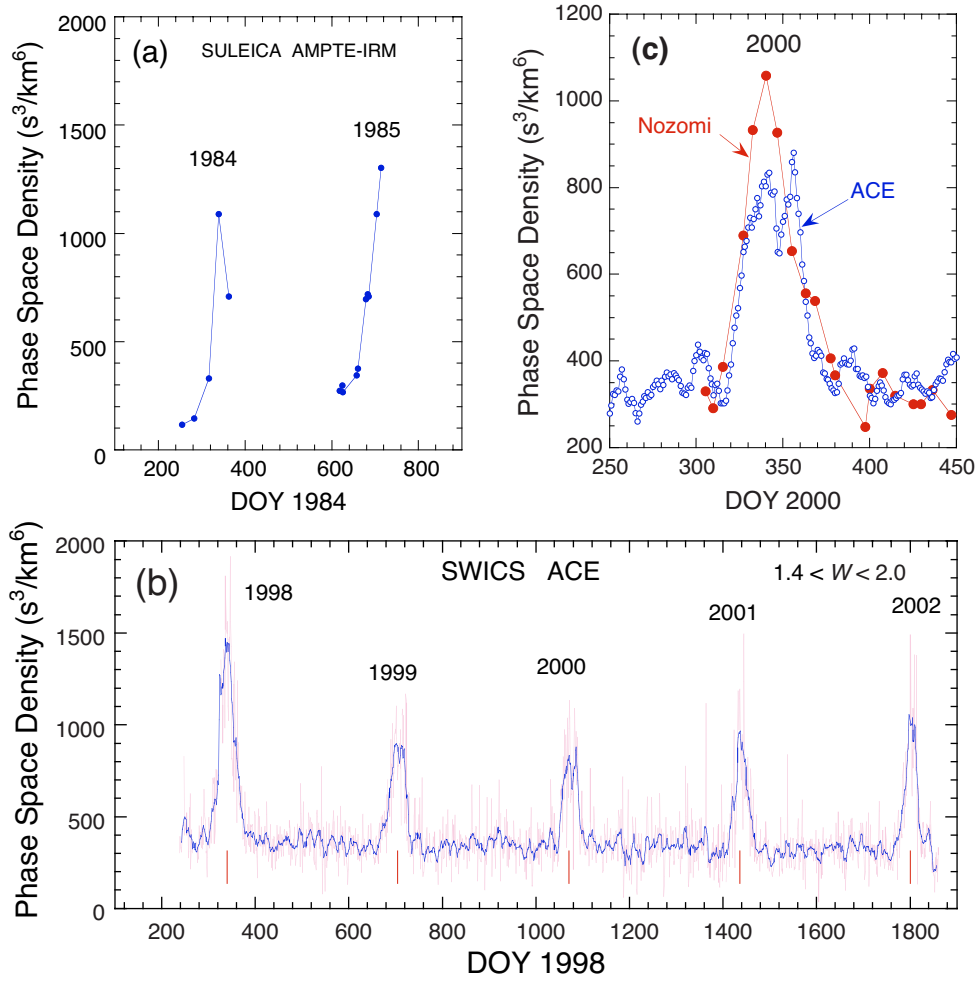 (a)
SULEICA AMPTE-IRM
1984
1985
Phase Space Density (s³/km⁶)
2000
1500
1000
500
0
200 400 600 800
DOY 1984
(c)
2000
Nozomi
ACE
Phase Space Density (s³/km⁶)
1200
1000
800
600
400
200
250 300 350 400 450
DOY 2000
(b)
SWICS ACE
1.4 < W < 2.0
1998
1999
2000
2001
2002
Phase Space Density (s³/km⁶)
2000
1500
1000
500
0
200 400 600 800 1000 1200 1400 1600 1800
DOY 1998